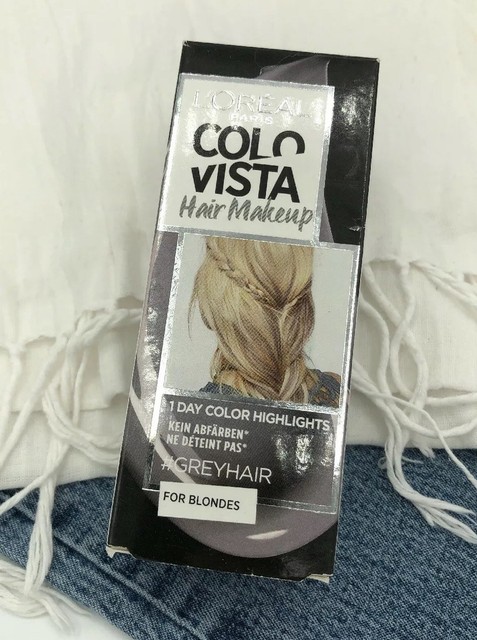 L'ORÉAL
PARIS
COLO
VISTA
Hair Makeup
1 DAY COLOR HIGHLIGHTS
KEIN ABFÄRBEN*
NE DÉTEINT PAS*
#GREYHAIR
FOR BLONDES